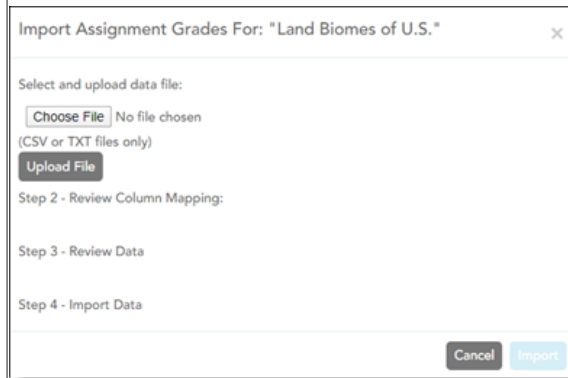 Import Assignment Grades For: "Land Biomes of U.S."
×
Select and upload data file:
Choose File No file chosen
(CSV or TXT files only)
Upload File
Step 2 - Review Column Mapping:
Step 3 - Review Data
Step 4 - Import Data
Cancel Import